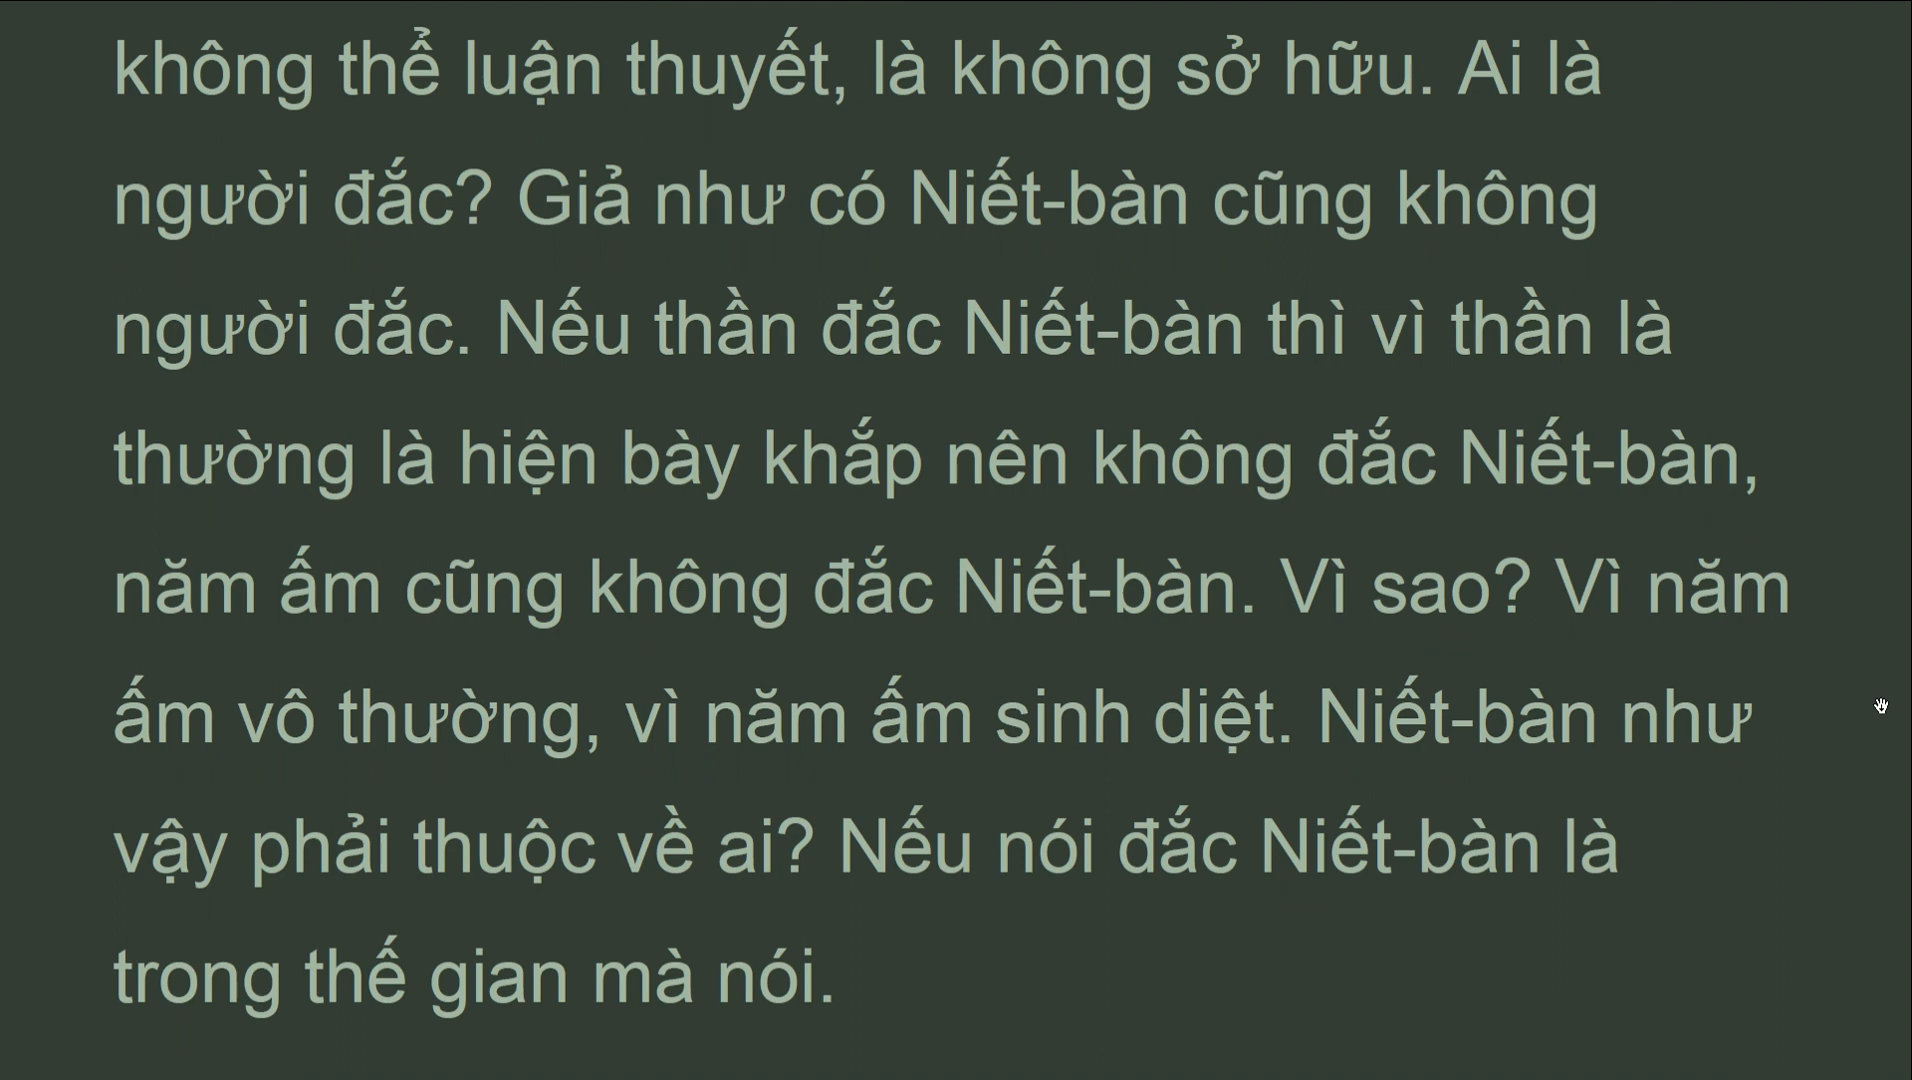 không thể luận thuyết, là không sở hữu. Ai là
người đắc? Giả như có Niết-bàn cũng không
người đắc. Nếu thần đắc Niết-bàn thì vì thần là
thường là hiện bày khắp nên không đắc Niết-bàn,
năm ấm cũng không đắc Niết-bàn. Vì sao? Vì năm
ấm vô thường, vì năm ấm sinh diệt. Niết-bàn như
vậy phải thuộc về ai? Nếu nói đắc Niết-bàn là
trong thế gian mà nói.